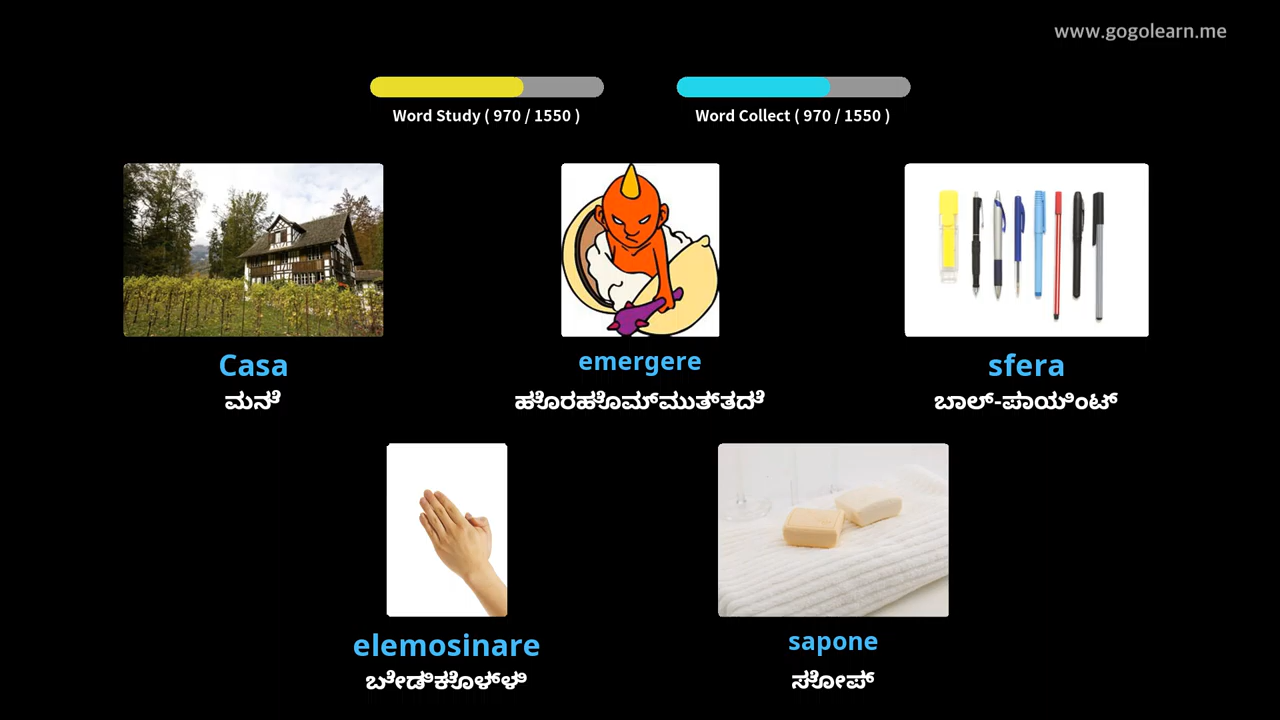 www.gogolearn.me
Word Study ( 970 / 1550 )
Word Collect ( 970 / 1550 )
Casa
ಮನೆ
emergere
ಹೊರಹೊಮ್ಮುತ್ತದೆ
sfera
ಬಾಲ್-ಪಾಯಿಂಟ್
elemosinare
ಬೇಡಿಕೊಳ್ಳಿ
sapone
ಸೋಪ್